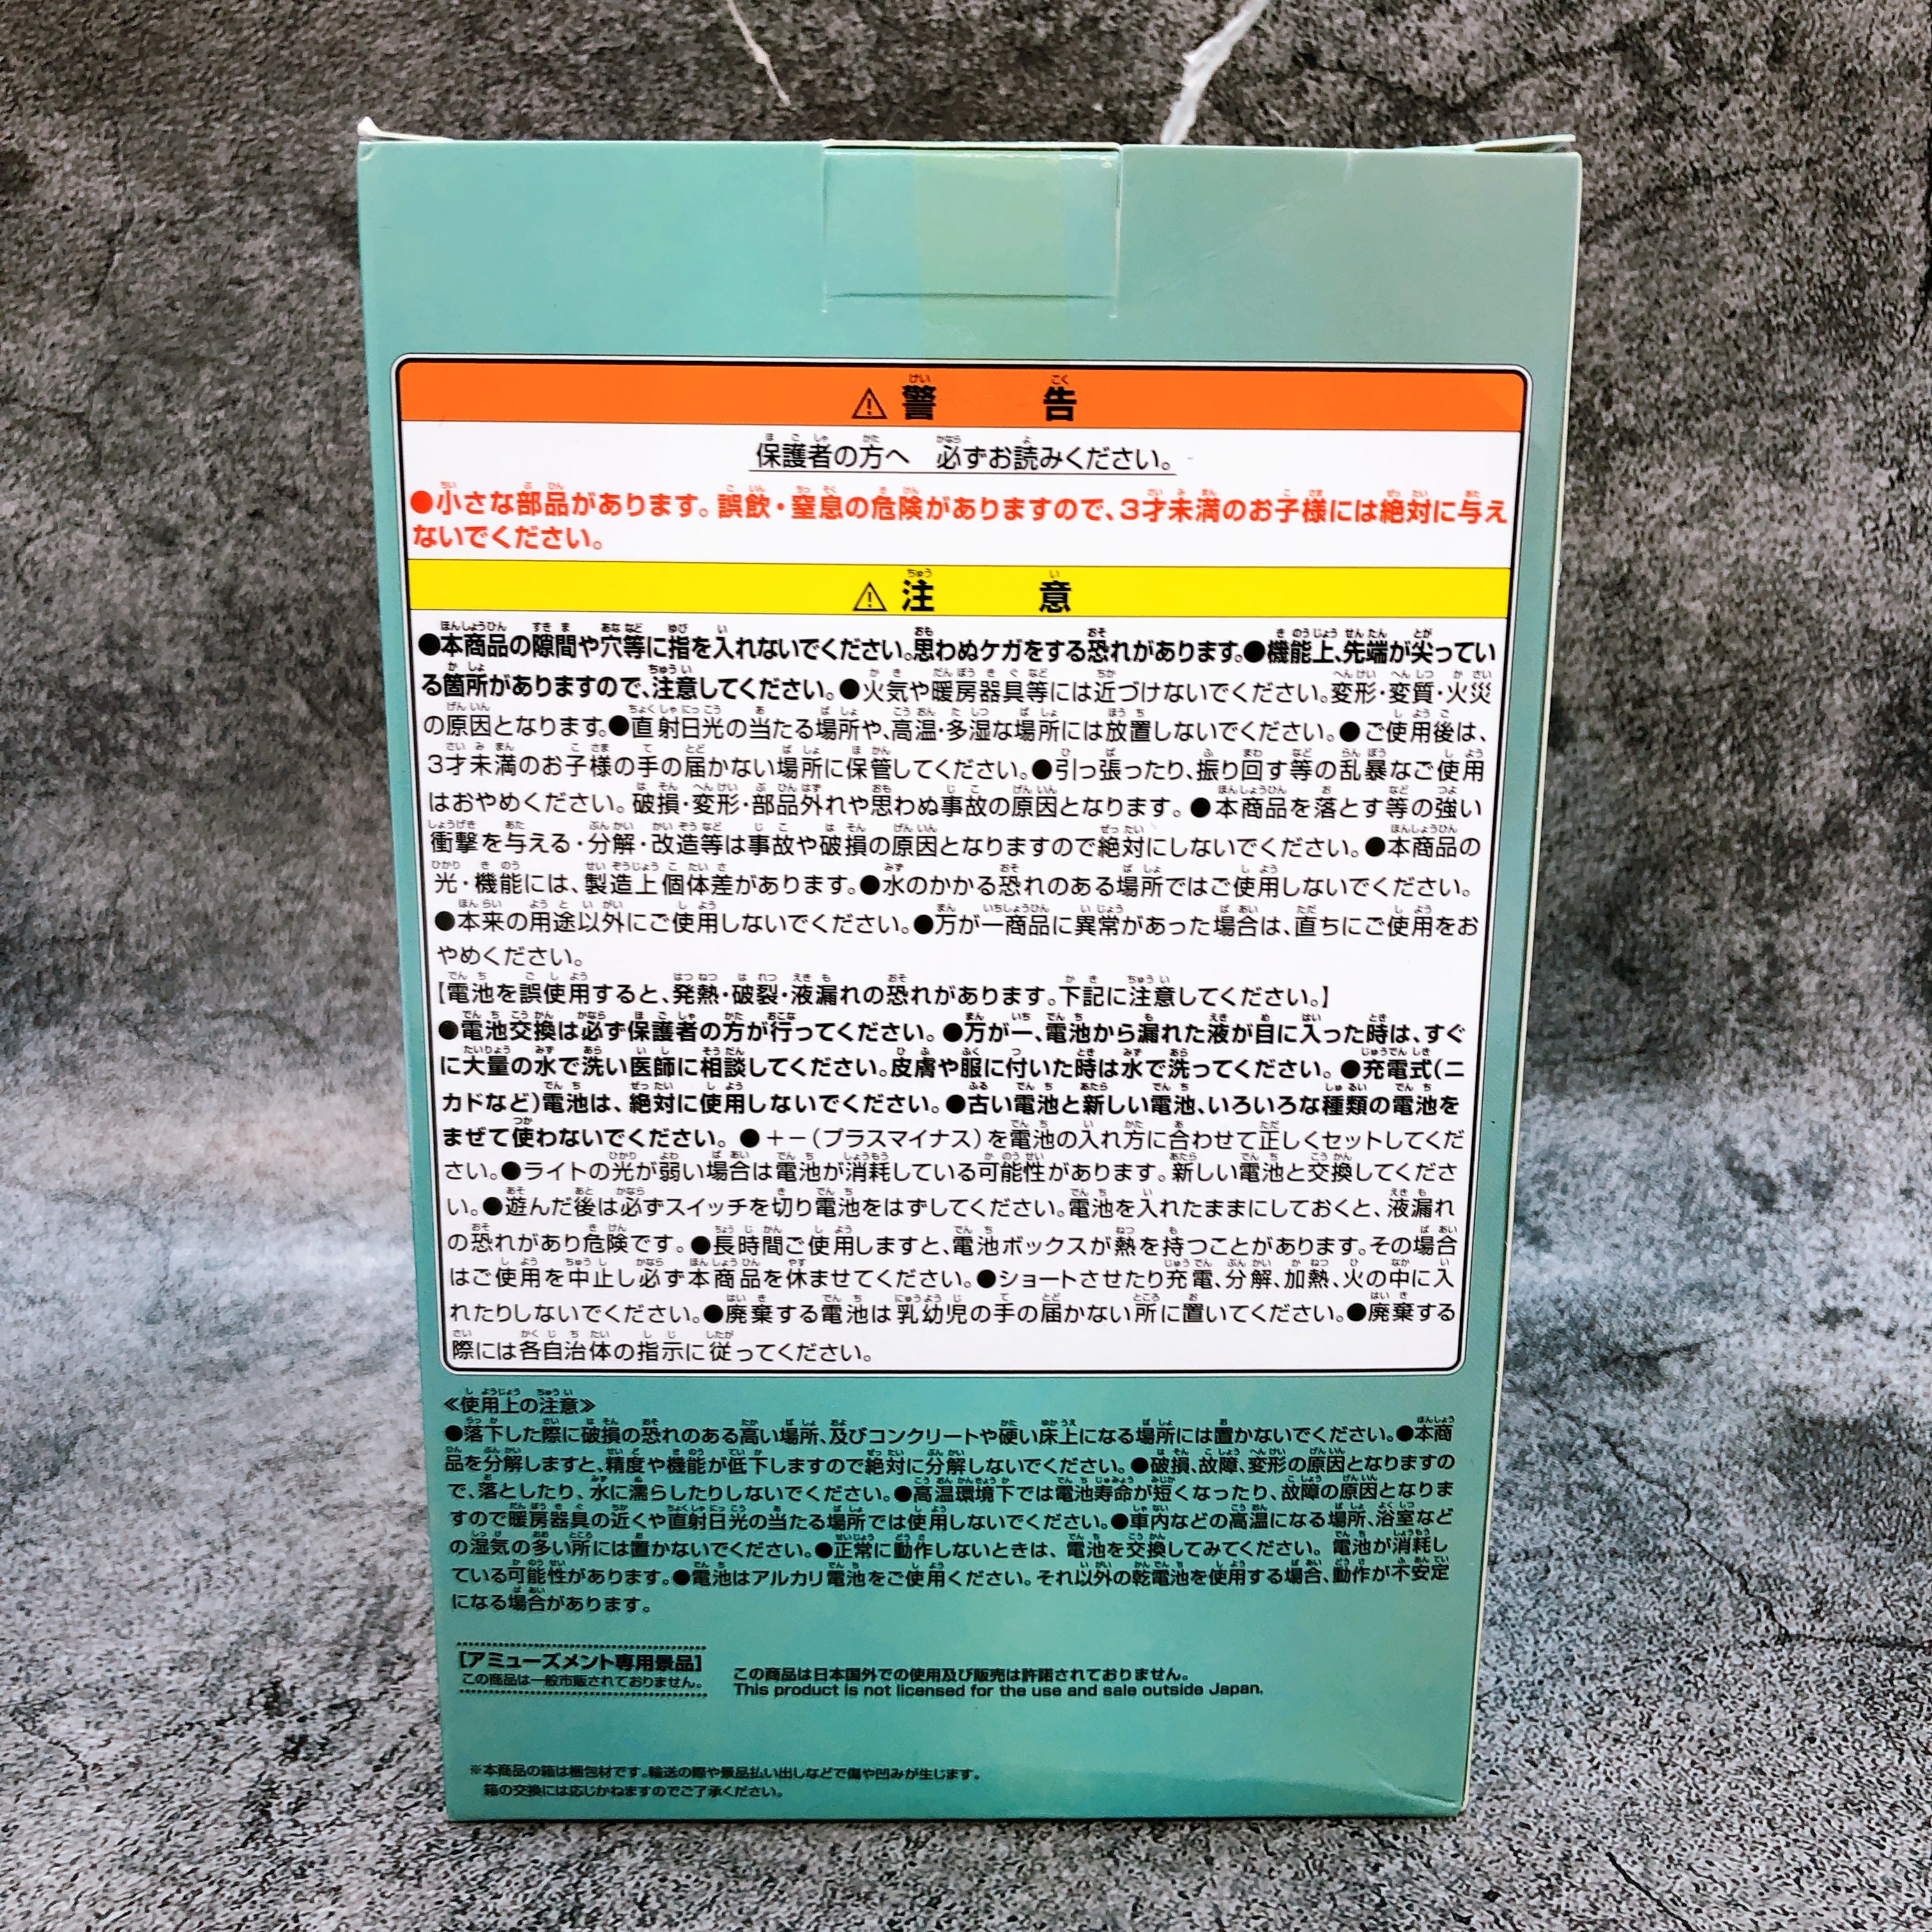 ⚠警告
保護者の方へ 必ずお読みください。
●小さな部品があります。誤飲・窒息の危険がありますので、3才未満のお子様には絶対に与え
ないでください。
⚠注意
●本商品の隙間や穴等に指を入れないでください。思わぬケガをする恐れがあります。●機能上、先端が尖ってい
る箇所がありますので、注意してください。●火気や暖房器具等には近づけないでください。変形・変質・火災
の原因となります。●直射日光の当たる場所や、高温・多湿な場所には放置しないでください。●ご使用後は、
3才未満のお子様の手の届かない場所に保管してください。●引っ張ったり、振り回す等の乱暴なご使用
はおやめください。破損・変形・部品外れや思わぬ事故の原因となります。●本商品を落とす等の強い
衝撃を与える・分解・改造等は事故や破損の原因となりますので絶対にしないでください。●本商品の
光・機能には、製造上個体差があります。●水のかかる恐れのある場所ではご使用しないでください。
●本来の用途以外にご使用しないでください。●万が一商品に異常があった場合は、直ちにご使用をお
やめください。
【電池を誤使用すると、発熱・破裂・液漏れの恐れがあります。下記に注意してください。】
●電池交換は必ず保護者の方が行ってください。●万が一、電池から漏れた液が目に入った時は、すぐ
に大量の水で洗い医師に相談してください。皮膚や服に付いた時は水で洗ってください。●充電式(ニ
カドなど)電池は、絶対に使用しないでください。●古い電池と新しい電池、いろいろな種類の電池を
まぜて使わないでください。●＋－(プラスマイナス)を電池の入れ方に合わせて正しくセットしてくだ
さい。●ライトの光が弱い場合は電池が消耗している可能性があります。新しい電池と交換してくださ
い。●遊んだ後は必ずスイッチを切り電池をはずしてください。電池を入れたままにしておくと、液漏れ
の恐れがあり危険です。●長時間ご使用しますと、電池ボックスが熱を持つことがあります。その場合
はご使用を中止し必ず本商品を休ませてください。●ショートさせたり充電、分解、加熱、火の中に入
れたりしないでください。●廃棄する電池は乳幼児の手の届かない所に置いてください。●廃棄する
際には各自治体の指示に従ってください。
≪使用上の注意≫
●落下した際に破損の恐れのある高い場所、及びコンクリートや硬い床上になる場所には置かないでください。●本商
品を分解しますと、精度や機能が低下しますので絶対に分解しないでください。●破損、故障、変形の原因となりますの
で、落としたり、水に濡らしたりしないでください。●高温環境下では電池寿命が短くなったり、故障の原因となりま
すので暖房器具の近くや直射日光の当たる場所では使用しないでください。●車内などの高温になる場所、浴室など
の湿気の多い所には置かないでください。●正常に動作しないときは、電池を交換してみてください。電池が消耗し
ている可能性があります。●電池はアルカリ電池をご使用ください。それ以外の乾電池を使用する場合、動作が不安定
になる場合があります。
[アミューズメント専用景品]
この商品は一般市販されておりません。
この商品は日本国外での使用及び販売は許諾されておりません。
This product is not licensed for the use and sale outside Japan.
※本商品の箱は梱包材です。輸送の際や景品払い出しなどで傷や凹みが生じます。
箱の交換には応じかねますのでご了承ください。